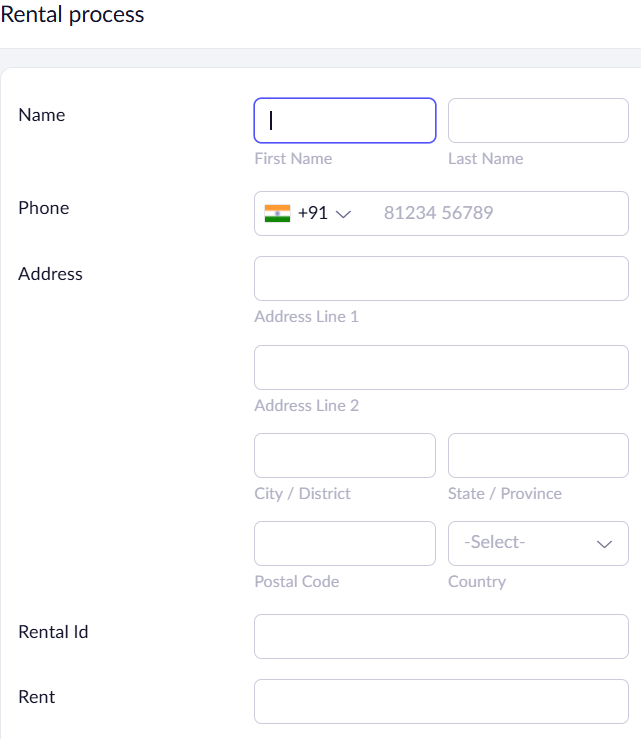 Rental process
Name
First Name Last Name
Phone +91 81234 56789
Address
Address Line 1
Address Line 2
City / District State / Province
-Select-
Postal Code Country
Rental Id
Rent